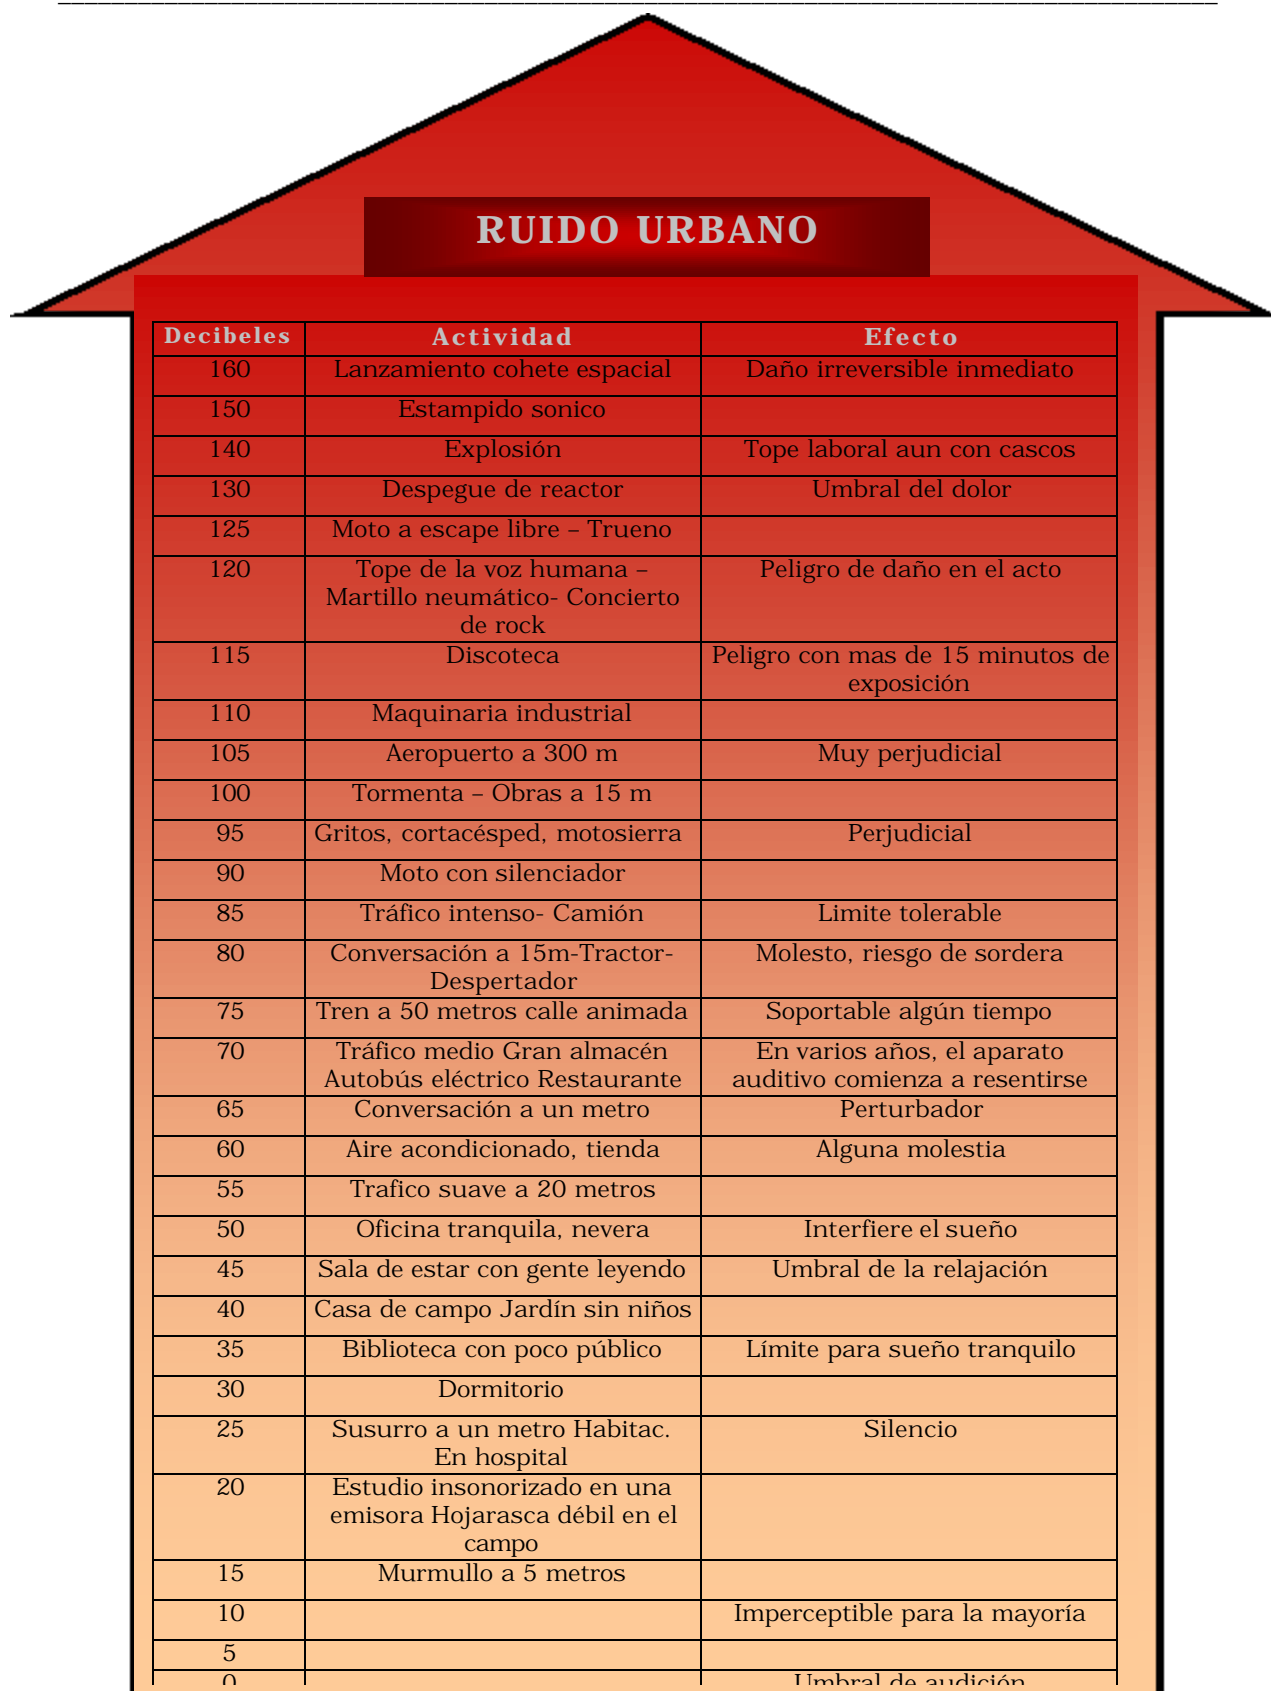 RUIDO URBANO
Decibeles Actividad Efecto
160 Lanzamiento cohete espacial Daño irreversible inmediato
150 Estampido sonico
140 Explosión Tope laboral aun con cascos
130 Despegue de reactor Umbral del dolor
125 Moto a escape libre – Trueno
120 Tope de la voz humana – Peligro de daño en el acto
Martillo neumático- Concierto
de rock
115 Discoteca Peligro con mas de 15 minutos de
exposición
110 Maquinaria industrial
105 Aeropuerto a 300 m Muy perjudicial
100 Tormenta – Obras a 15 m
95 Gritos, cortacésped, motosierra Perjudicial
90 Moto con silenciador
85 Tráfico intenso- Camión Limite tolerable
80 Conversación a 15m-Tractor- Molesto, riesgo de sordera
Despertador
75 Tren a 50 metros calle animada Soportable algún tiempo
70 Tráfico medio Gran almacén En varios años, el aparato
Autobús eléctrico Restaurante auditivo comienza a resentirse
65 Conversación a un metro Perturbador
60 Aire acondicionado, tienda Alguna molestia
55 Trafico suave a 20 metros
50 Oficina tranquila, nevera Interfiere el sueño
45 Sala de estar con gente leyendo Umbral de la relajación
40 Casa de campo Jardín sin niños
35 Biblioteca con poco público Límite para sueño tranquilo
30 Dormitorio
25 Susurro a un metro Habitac. Silencio
En hospital
20 Estudio insonorizado en una
emisora Hojarasca débil en el
campo
15 Murmullo a 5 metros
10 Imperceptible para la mayoría
5
0 Umbral de audición